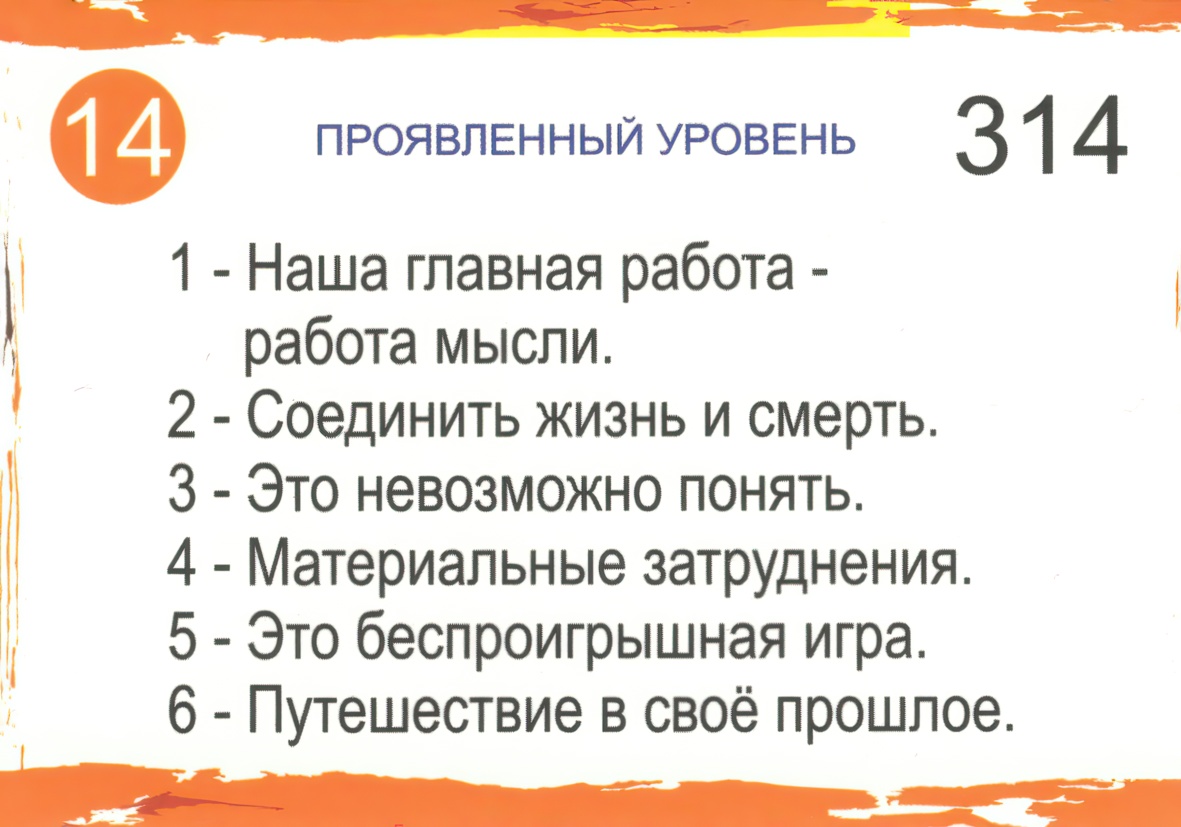 14 ПРОЯВЛЕННЫЙ УРОВЕНЬ 314
1 - Наша главная работа -
работа мысли.
2 - Соединить жизнь и смерть.
3 - Это невозможно понять.
4 - Материальные затруднения.
5 - Это беспроигрышная игра.
6 - Путешествие в своё прошлое.